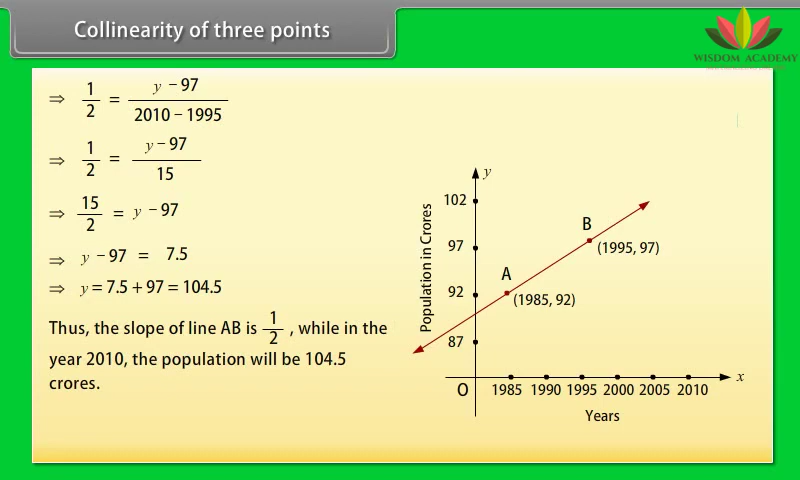 Collinearity of three points
WISDOM ACADEMY
⇒ 1/2 = y – 97 / 2010 – 1995
⇒ 1/2 = y – 97 / 15
⇒ 15/2 = y – 97
⇒ y – 97 = 7.5
⇒ y = 7.5 + 97 = 104.5
Thus, the slope of line AB is 1/2 , while in the
year 2010, the population will be 104.5
crores.
y
Population in Crores
102
97
92
87
B
(1995, 97)
A
(1985, 92)
O
x
1985 1990 1995 2000 2005 2010
Years